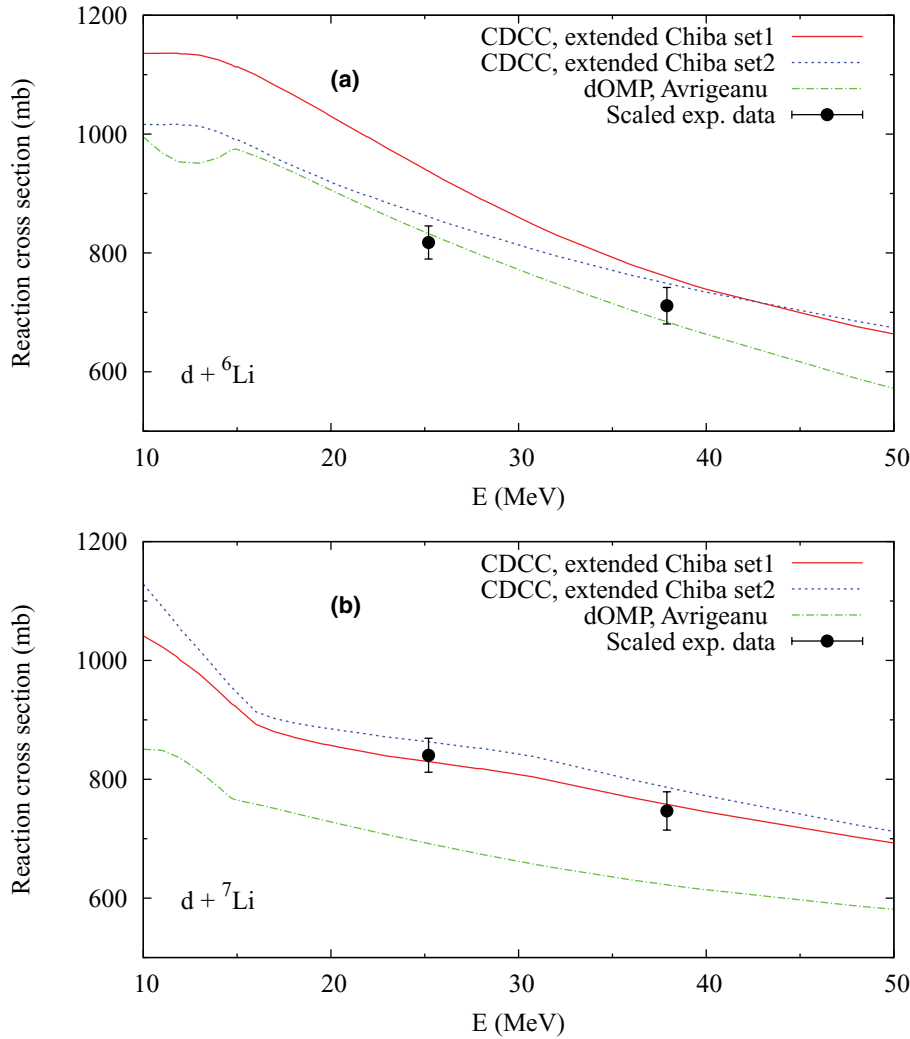 1200
1000
800
600
10
20
30
40
50
Reaction cross section (mb)
E (MeV)
(a)
d + ⁶Li
CDCC, extended Chiba set1
CDCC, extended Chiba set2
dOMP, Avrigeanu
Scaled exp. data
1200
1000
800
600
10
20
30
40
50
Reaction cross section (mb)
E (MeV)
(b)
d + ⁷Li
CDCC, extended Chiba set1
CDCC, extended Chiba set2
dOMP, Avrigeanu
Scaled exp. data